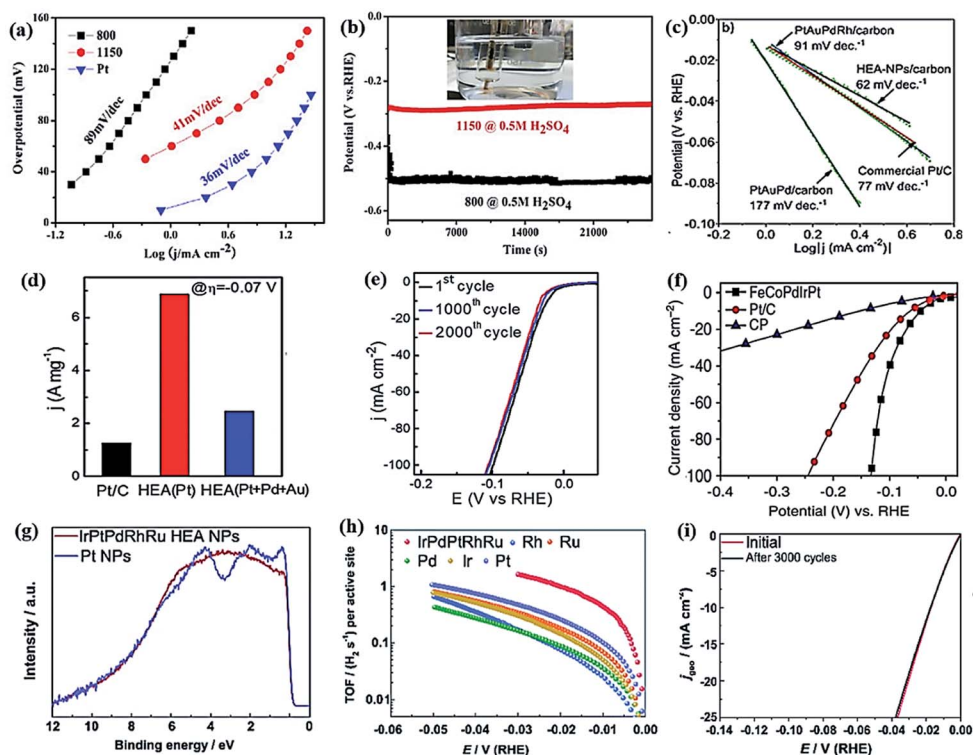 (a)
800
1150
Pt
160
120
80
40
0
Overpotential (mV)
89mV/dec
41mV/dec
36mV/dec
-1.2 -0.6 0.0 0.6 1.2
Log (j/mA cm⁻²)
(b)
0.0
-0.2
-0.4
-0.6
Potential (V vs.RHE)
1150 @ 0.5M H₂SO₄
800 @ 0.5M H₂SO₄
0 7000 14000 21000
Time (s)
(c)
b)
0.00
-0.02
-0.04
-0.06
-0.08
-0.10
Potential (V vs. RHE)
PtAuPdRh/carbon
91 mV dec.⁻¹
HEA-NPs/carbon
62 mV dec.⁻¹
Commercial Pt/C
77 mV dec.⁻¹
PtAuPd/carbon
177 mV dec.⁻¹
-0.2 0.0 0.2 0.4 0.6 0.8
Log|j (mA cm⁻²)|
(d)
@η=-0.07 V
6
4
2
0
j (A mg⁻¹)
Pt/C HEA(Pt) HEA(Pt+Pd+Au)
(e)
0
-20
-40
-60
-80
-100
j (mA cm⁻²)
1ˢᵗ cycle
1000ᵗʰ cycle
2000ᵗʰ cycle
-0.2 -0.1 0.0
E (V vs RHE)
(f)
0
-20
-40
-60
-80
-100
Current density (mA cm⁻²)
FeCoPdIrPt
Pt/C
CP
-0.4 -0.3 -0.2 -0.1 0.0
Potential (V) vs. RHE
(g)
IrPtPdRhRu HEA NPs
Pt NPs
Intensity / a.u.
12 10 8 6 4 2 0
Binding energy / eV
(h)
10
1
0.1
0.01
TOF / (H₂ s⁻¹) per active site
IrPdPtRhRu Rh Ru
Pd Ir Pt
-0.05 -0.04 -0.03 -0.02 -0.01 0.00
E / V (RHE)
(i)
0
-5
-10
-15
-20
-25
Initial
After 3000 cycles
-0.10 -0.08 -0.06 -0.04 -0.02 0.00
E / V (RHE)